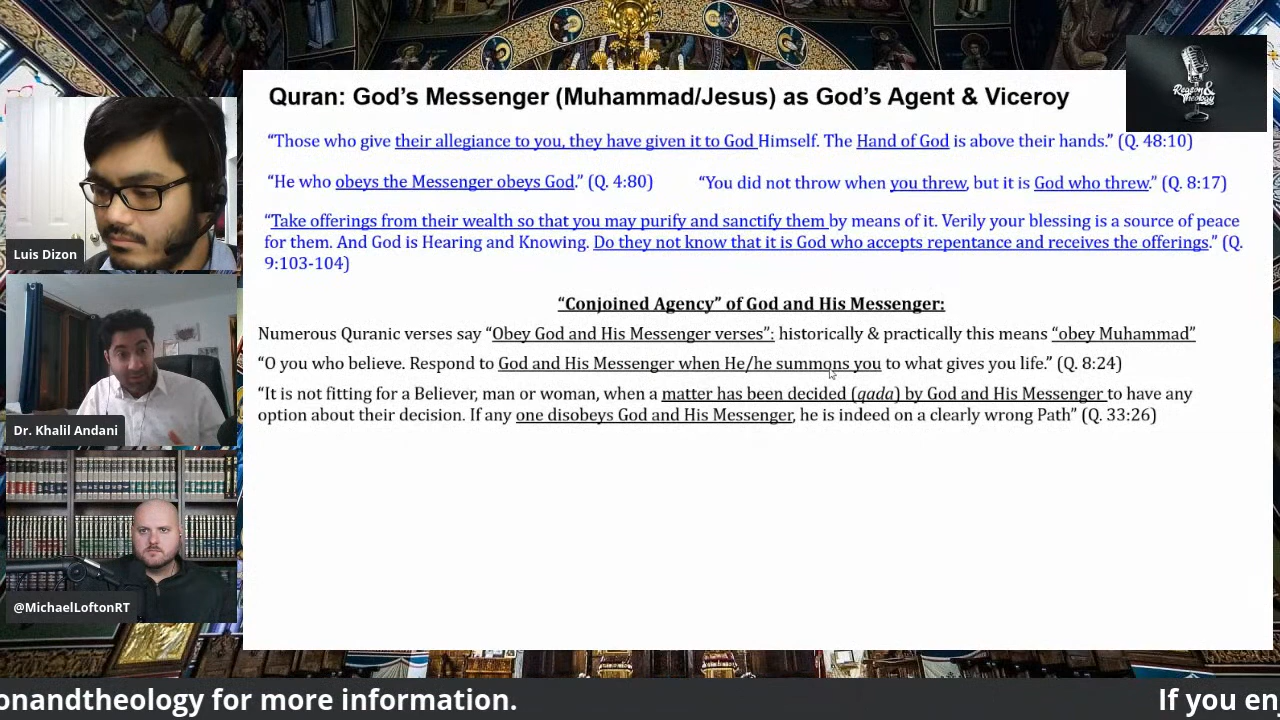 Quran: God's Messenger (Muhammad/Jesus) as God's Agent & Viceroy
Reason & Theology
"Those who give their allegiance to you, they have given it to God Himself. The Hand of God is above their hands." (Q. 48:10)
"He who obeys the Messenger obeys God." (Q. 4:80)
"You did not throw when you threw, but it is God who threw." (Q. 8:17)
"Take offerings from their wealth so that you may purify and sanctify them by means of it. Verily your blessing is a source of peace
for them. And God is Hearing and Knowing. Do they not know that it is God who accepts repentance and receives the offerings." (Q.
9:103-104)
"Conjoined Agency" of God and His Messenger:
Numerous Quranic verses say "Obey God and His Messenger verses": historically & practically this means "obey Muhammad"
"O you who believe. Respond to God and His Messenger when He/he summons you to what gives you life." (Q. 8:24)
"It is not fitting for a Believer, man or woman, when a matter has been decided (qada) by God and His Messenger to have any
option about their decision. If any one disobeys God and His Messenger, he is indeed on a clearly wrong Path" (Q. 33:26)
Luis Dizon
Dr. Khalil Andani
@MichaelLoftonRT
onandtheology for more information.
If you en